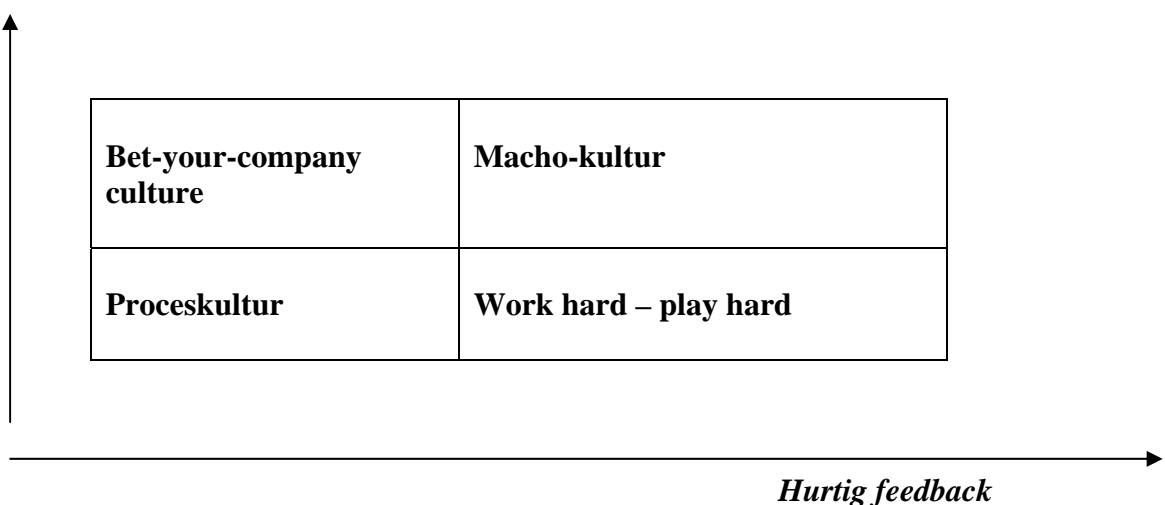 Bet-your-company
culture
Macho-kultur
Proceskultur
Work hard – play hard
Hurtig feedback